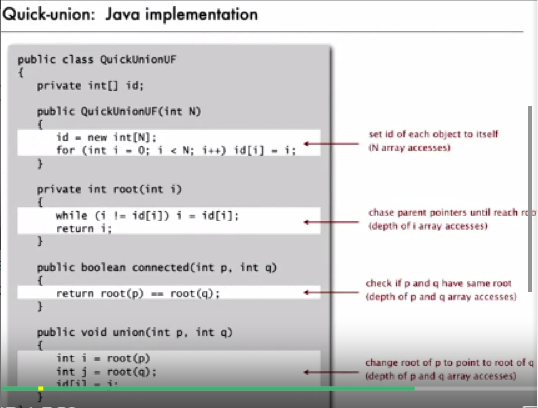 Quick-union: Java implementation
public class QuickUnionUF
{
private int[] id;
public QuickUnionUF(int N)
{
id = new int[N];
for (int i = 0; i < N; i++) id[i] = i;
}
set id of each object to itself
(N array accesses)
private int root(int i)
{
while (i != id[i]) i = id[i];
return i;
}
chase parent pointers until reach root
(depth of i array accesses)
public boolean connected(int p, int q)
{
return root(p) == root(q);
}
check if p and q have same root
(depth of p and q array accesses)
public void union(int p, int q)
{
int i = root(p)
int j = root(q);
id[i] = j;
}
change root of p to point to root of q
(depth of p and q array accesses)